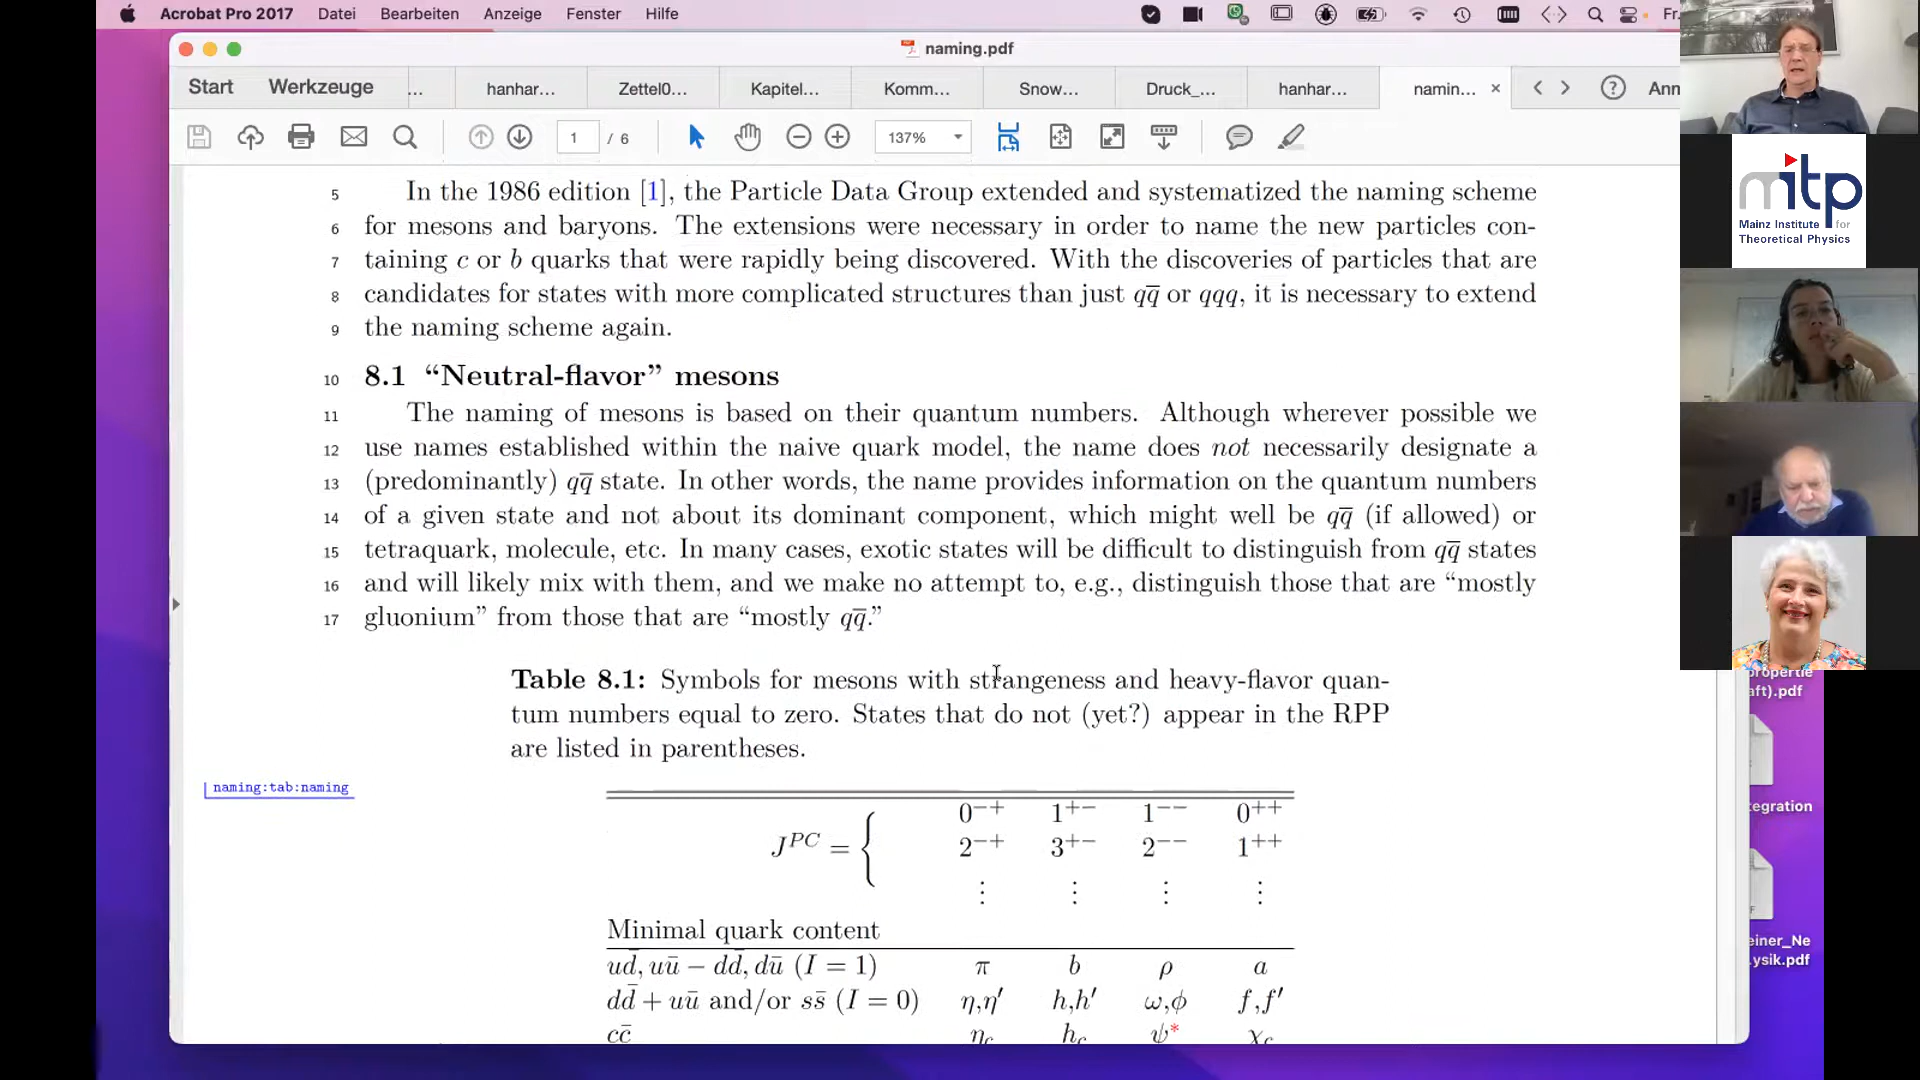 Acrobat Pro 2017 Datei Bearbeiten Anzeige Fenster Hilfe Fr.
naming.pdf
Start Werkzeuge ... hanhar... Zettel0... Kapitel... Komm... Snow... Druck_... hanhar... namin... × Ann
1 / 6 137%
5 In the 1986 edition [1], the Particle Data Group extended and systematized the naming scheme
6 for mesons and baryons. The extensions were necessary in order to name the new particles con-
7 taining c or b quarks that were rapidly being discovered. With the discoveries of particles that are
8 candidates for states with more complicated structures than just qq̅ or qqq, it is necessary to extend
9 the naming scheme again.
10 8.1 “Neutral-flavor” mesons
11 The naming of mesons is based on their quantum numbers. Although wherever possible we
12 use names established within the naive quark model, the name does not necessarily designate a
13 (predominantly) qq̅ state. In other words, the name provides information on the quantum numbers
14 of a given state and not about its dominant component, which might well be qq̅ (if allowed) or
15 tetraquark, molecule, etc. In many cases, exotic states will be difficult to distinguish from qq̅ states
16 and will likely mix with them, and we make no attempt to, e.g., distinguish those that are “mostly
17 gluonium” from those that are “mostly qq̅.”
Table 8.1: Symbols for mesons with strangeness and heavy-flavor quan-
tum numbers equal to zero. States that do not (yet?) appear in the RPP
are listed in parentheses.
naming:tab:naming
0⁻⁺ 1⁺⁻ 1⁻⁻ 0⁺⁺
J^PC = { 2⁻⁺ 3⁺⁻ 2⁻⁻ 1⁺⁺
⋮ ⋮ ⋮ ⋮
Minimal quark content
ud̄, uū − dd̄, dū (I = 1) π b ρ a
dd̄ + uū and/or ss̄ (I = 0) η,η′ h,h′ ω,ϕ f,f′
cc̄ η_c h_c ψ* χ_c
mitp
Mainz Institute for
Theoretical Physics
propertie
aft).pdf
egration
einer_Ne
ysik.pdf